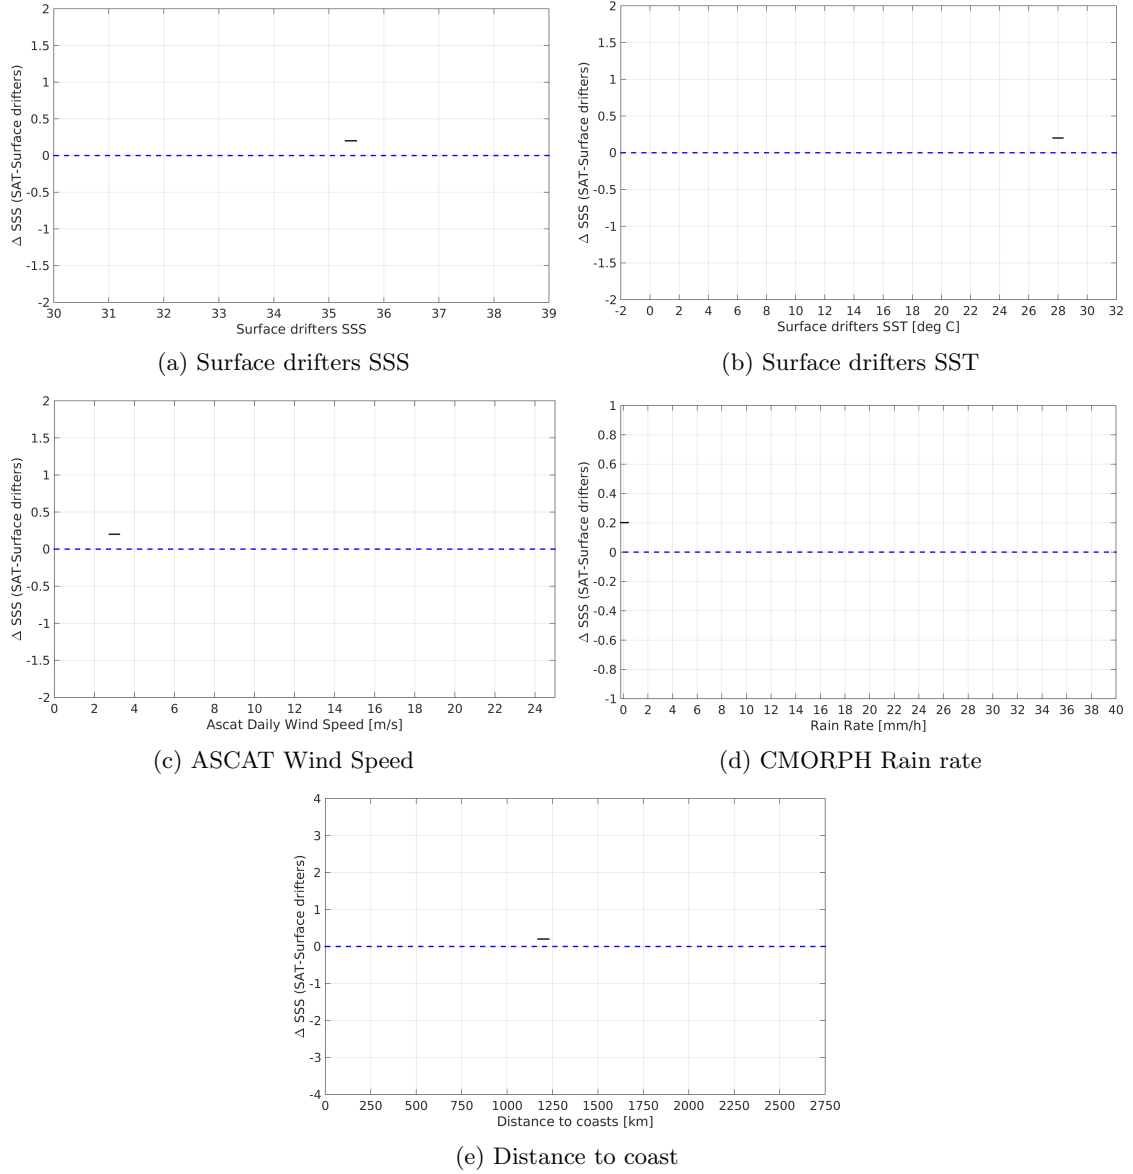 2
1.5
1
0.5
0
-0.5
-1
-1.5
-2
Δ SSS (SAT-Surface drifters)
30 31 32 33 34 35 36 37 38 39
Surface drifters SSS
(a) Surface drifters SSS
2
1.5
1
0.5
0
-0.5
-1
-1.5
-2
Δ SSS (SAT-Surface drifters)
-2 0 2 4 6 8 10 12 14 16 18 20 22 24 26 28 30 32
Surface drifters SST [deg C]
(b) Surface drifters SST
2
1.5
1
0.5
0
-0.5
-1
-1.5
-2
Δ SSS (SAT-Surface drifters)
0 2 4 6 8 10 12 14 16 18 20 22 24
Ascat Daily Wind Speed [m/s]
(c) ASCAT Wind Speed
1
0.8
0.6
0.4
0.2
0
-0.2
-0.4
-0.6
-0.8
-1
Δ SSS (SAT-Surface drifters)
0 2 4 6 8 10 12 14 16 18 20 22 24 26 28 30 32 34 36 38 40
Rain Rate [mm/h]
(d) CMORPH Rain rate
4
3
2
1
0
-1
-2
-3
-4
Δ SSS (SAT-Surface drifters)
0 250 500 750 1000 1250 1500 1750 2000 2250 2500 2750
Distance to coasts [km]
(e) Distance to coast